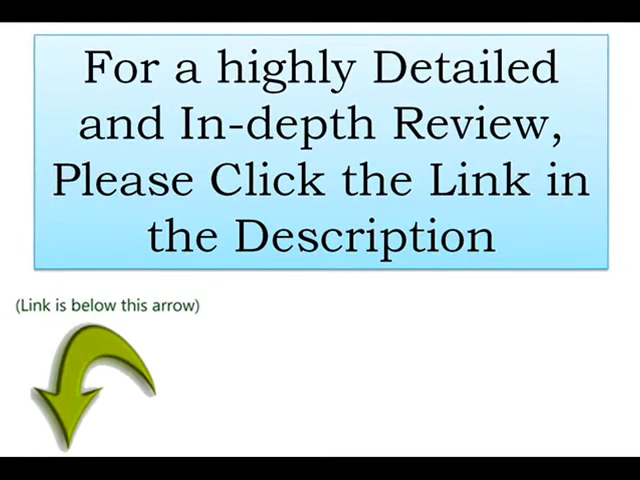 For a highly Detailed
and In-depth Review,
Please Click the Link in
the Description
(Link is below this arrow)